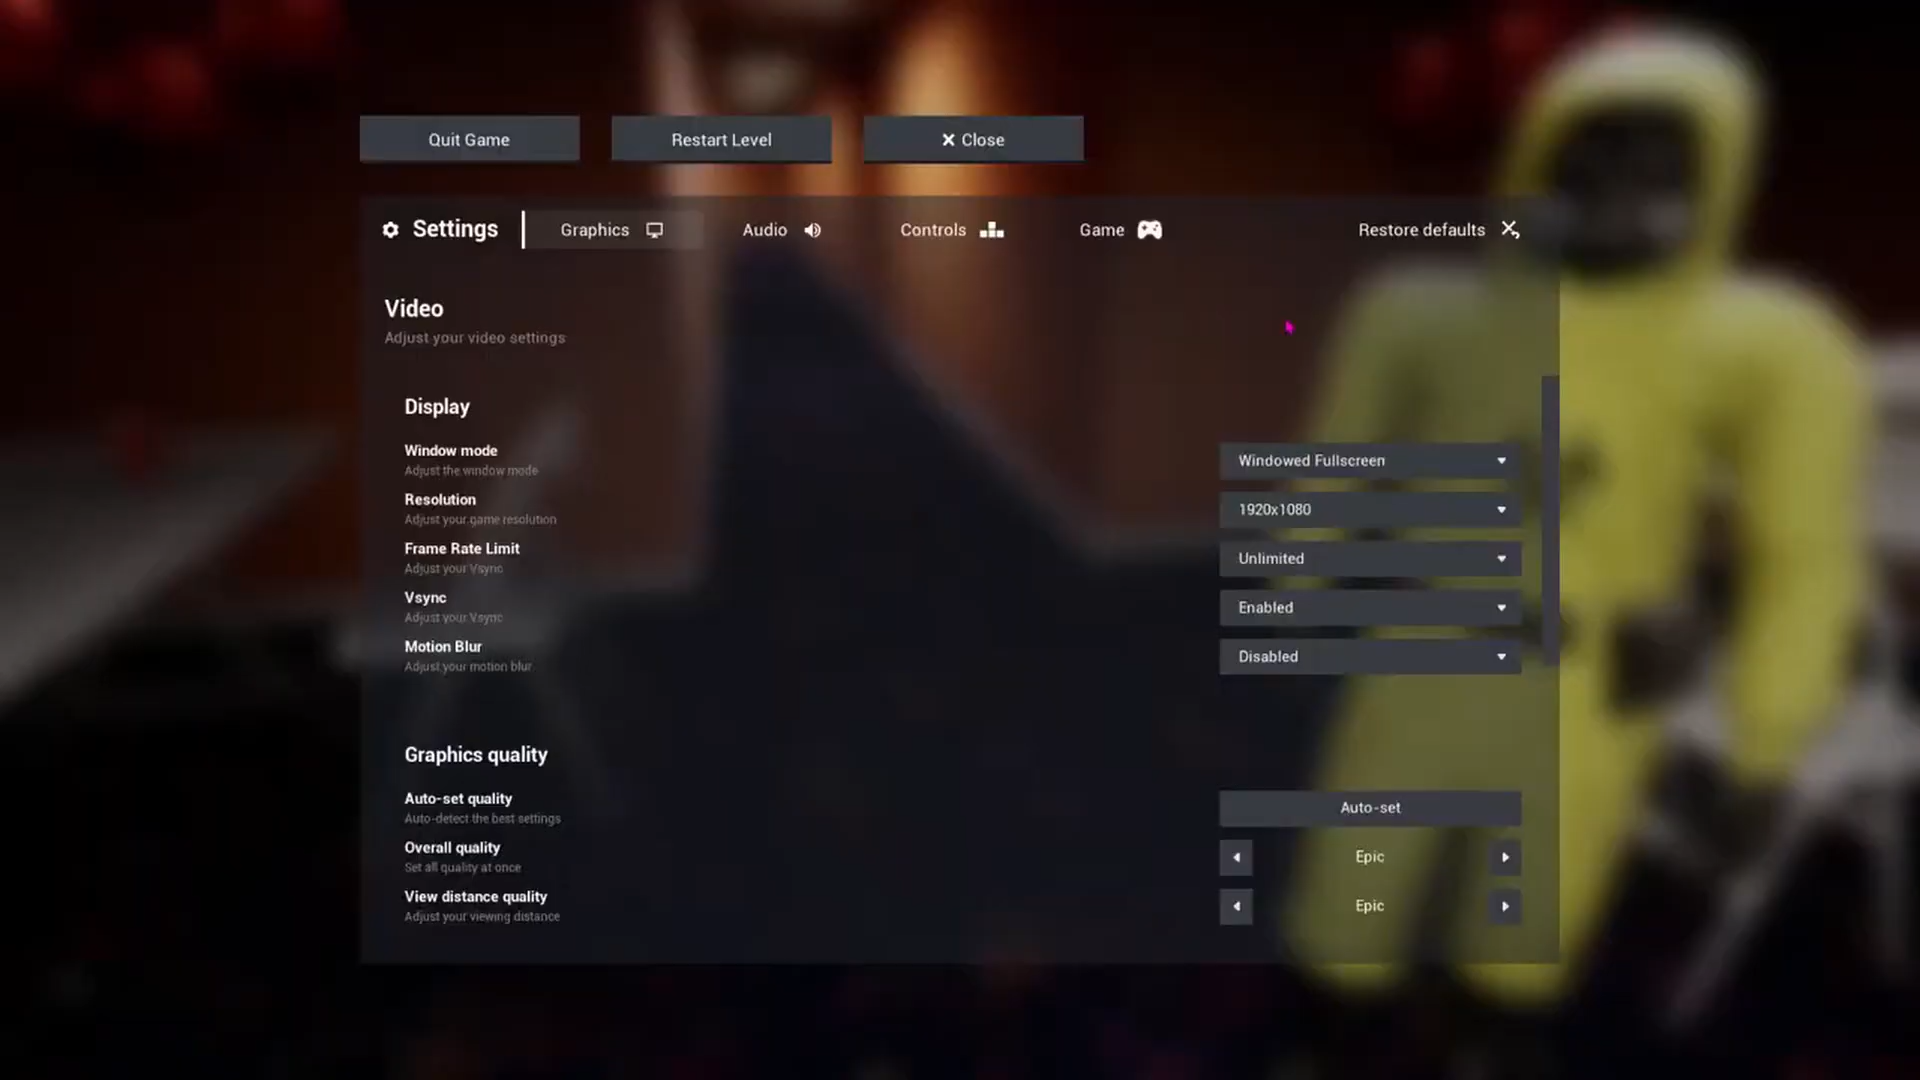 Quit Game
Restart Level
Close
Settings
Graphics
Audio
Controls
Game
Restore defaults
Video
Adjust your video settings
Display
Window mode
Adjust the window mode
Windowed Fullscreen
Resolution
Adjust your game resolution
1920x1080
Frame Rate Limit
Adjust your Vsync
Unlimited
Vsync
Adjust your Vsync
Enabled
Motion Blur
Adjust your motion blur
Disabled
Graphics quality
Auto-set quality
Auto-detect the best settings
Auto-set
Overall quality
Set all quality at once
Epic
View distance quality
Adjust your viewing distance
Epic